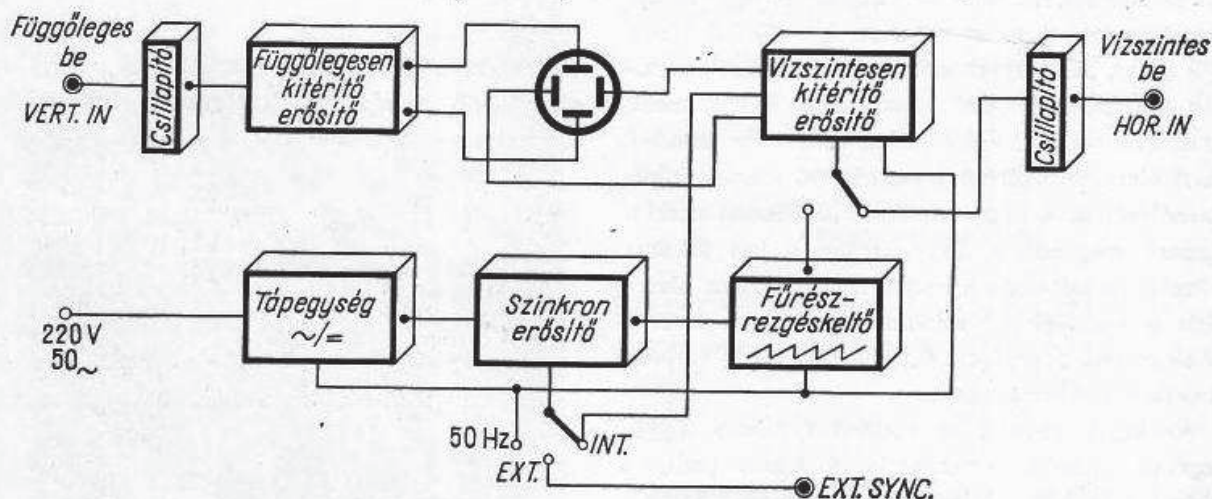 Függőleges
be
VERT. IN
Csillapító
Függőlegesen
kitérítő
erősítő
Vízszintesen
kitérítő
erősítő
Csillapító
Vízszintes
be
HOR. IN
220 V
50~
Tápegység
~/=
Szinkron
erősítő
Fűrész-
rezgéskeltő
50 Hz
INT.
EXT.
EXT. SYNC.